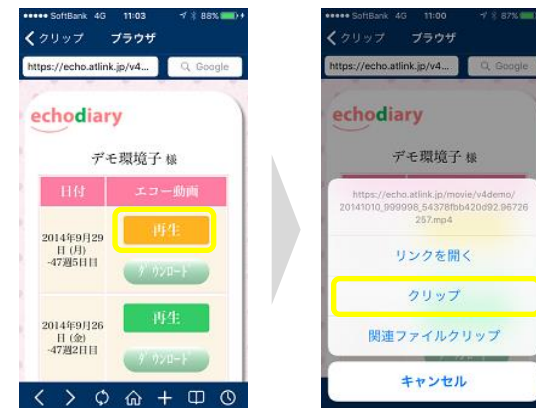 SoftBank 4G 11:03 88%
クリップ ブラウザ
https://echo.atlink.jp/v4... Google
echodiary
デモ環境子 様
日付 エコー動画
2014年9月29
日 (月)
-47週5日目
再生
ダウンロード
2014年9月26
日 (金)
-47週2日目
再生
ダウンロード
SoftBank 4G 11:00 87%
クリップ ブラウザ
https://echo.atlink.jp/v4... Google
echodiary
デモ環境子 様
https://echo.atlink.jp/movie/v4demo/
20141010_999998_54378fbb420d92.96726
257.mp4
リンクを開く
クリップ
関連ファイルクリップ
キャンセル